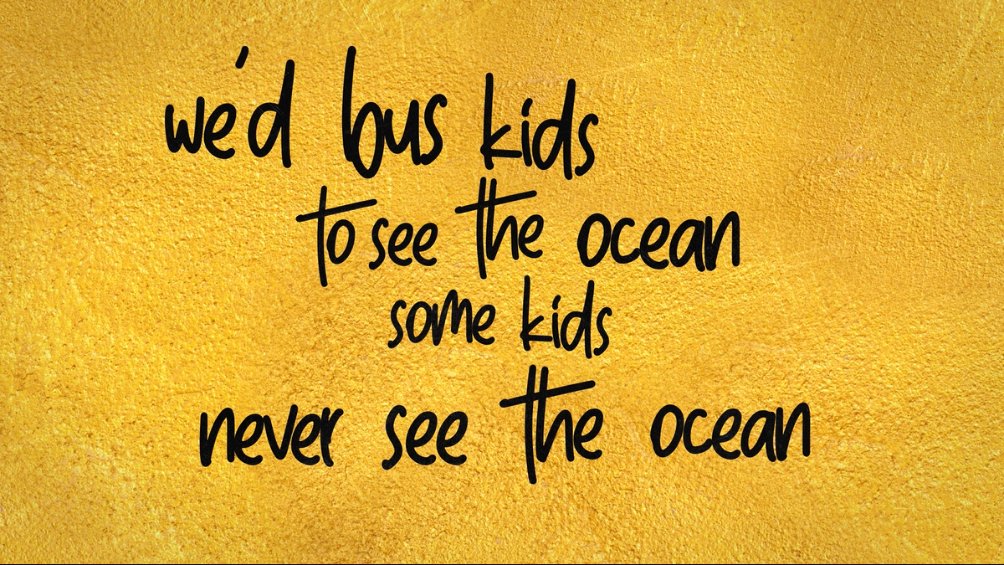 we'd bus kids
to see the ocean
some kids
never see the ocean